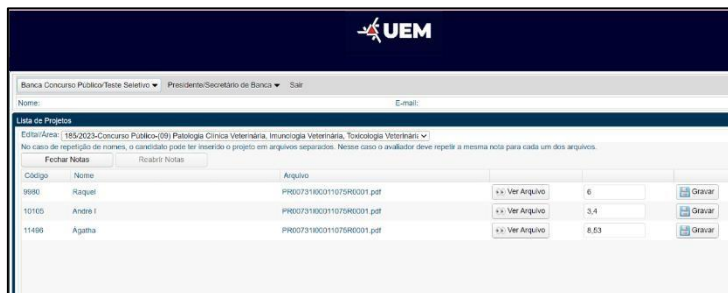 UEM
Banca Concurso Público/Teste Seletivo Presidente/Secretário de Banca Sair
Nome: E-mail:
Lista de Projetos
Edital/Área: 185/2023-Concurso Público-(09) Patologia Clínica Veterinária, Imunologia Veterinária, Toxicologia Veterinári
No caso de repetição de nomes, o candidato pode ter inserido o projeto em arquivos separados. Nesse caso o avaliador deve repetir a mesma nota para cada um dos arquivos.
Fechar Notas Reabrir Notas
Código Nome Arquivo
9980 Raquel PR00731I00011075R0001.pdf Ver Arquivo 6 Gravar
10105 André I PR00731I00011075R0001.pdf Ver Arquivo 3,4 Gravar
11496 Agatha PR00731I00011075R0001.pdf Ver Arquivo 8,53 Gravar